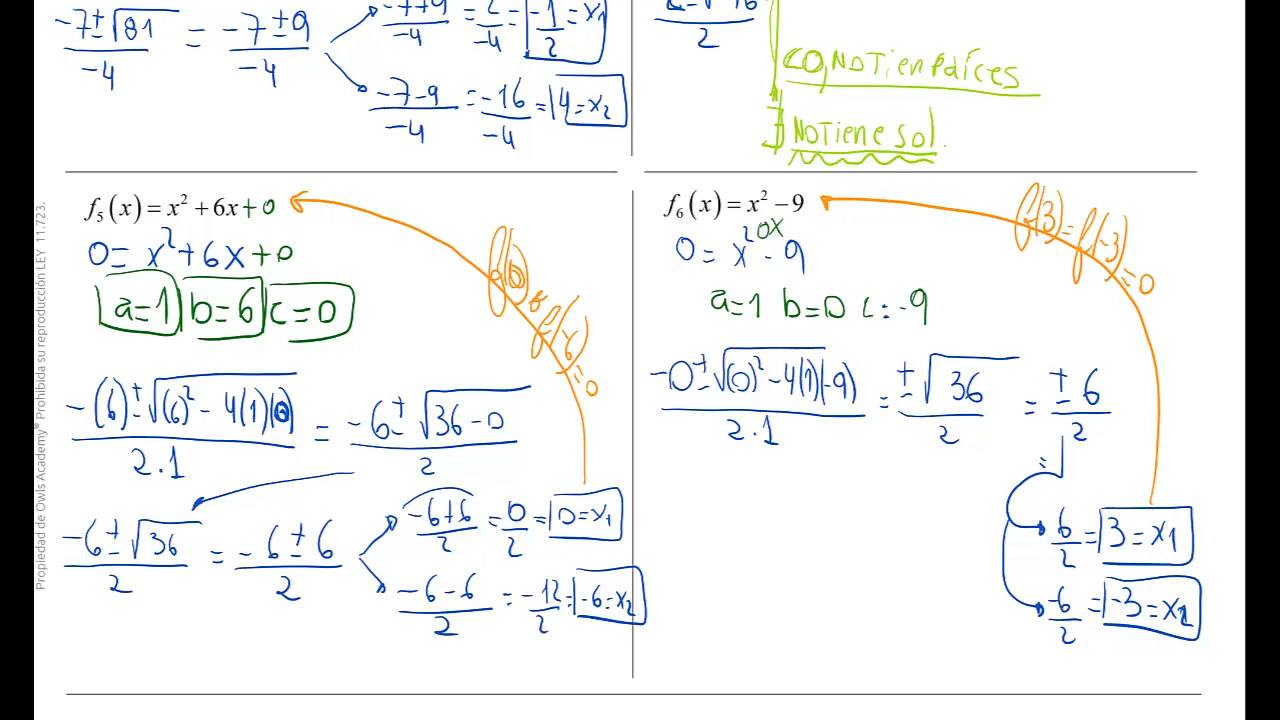 (-7±√81)/-4 = (-7±9)/-4
(-7+9)/-4 = 2/-4 = -1/2 = x₁
(-7-9)/-4 = -16/-4 = 4 = x₂
2
NO Tiene sol.
f₅(x) = x² + 6x + 0
0 = x² + 6x + 0
a=1 b=6 c=0
(-(6)±√((6)² - 4(1)(0)))/2·1 = (-6±√(36-0))/2
(-6±√36)/2 = (-6±6)/2
(-6+6)/2 = 0/2 = 0 = x₁
(-6-6)/2 = -12/2 = -6 = x₂
f(0)
= 0
f₆(x) = x² - 9
0x
0 = x² - 9
a=1 b=0 c: -9
(-0±√((0)² - 4(1)(-9)))/2·1 = ±√36/2 = ±6/2
6/2 = 3 = x₁
-6/2 = -3 = x₂
f(3) = f(-3) = 0
Propiedad de Owls Academy® Prohibida su reproducción LEY 11.723.